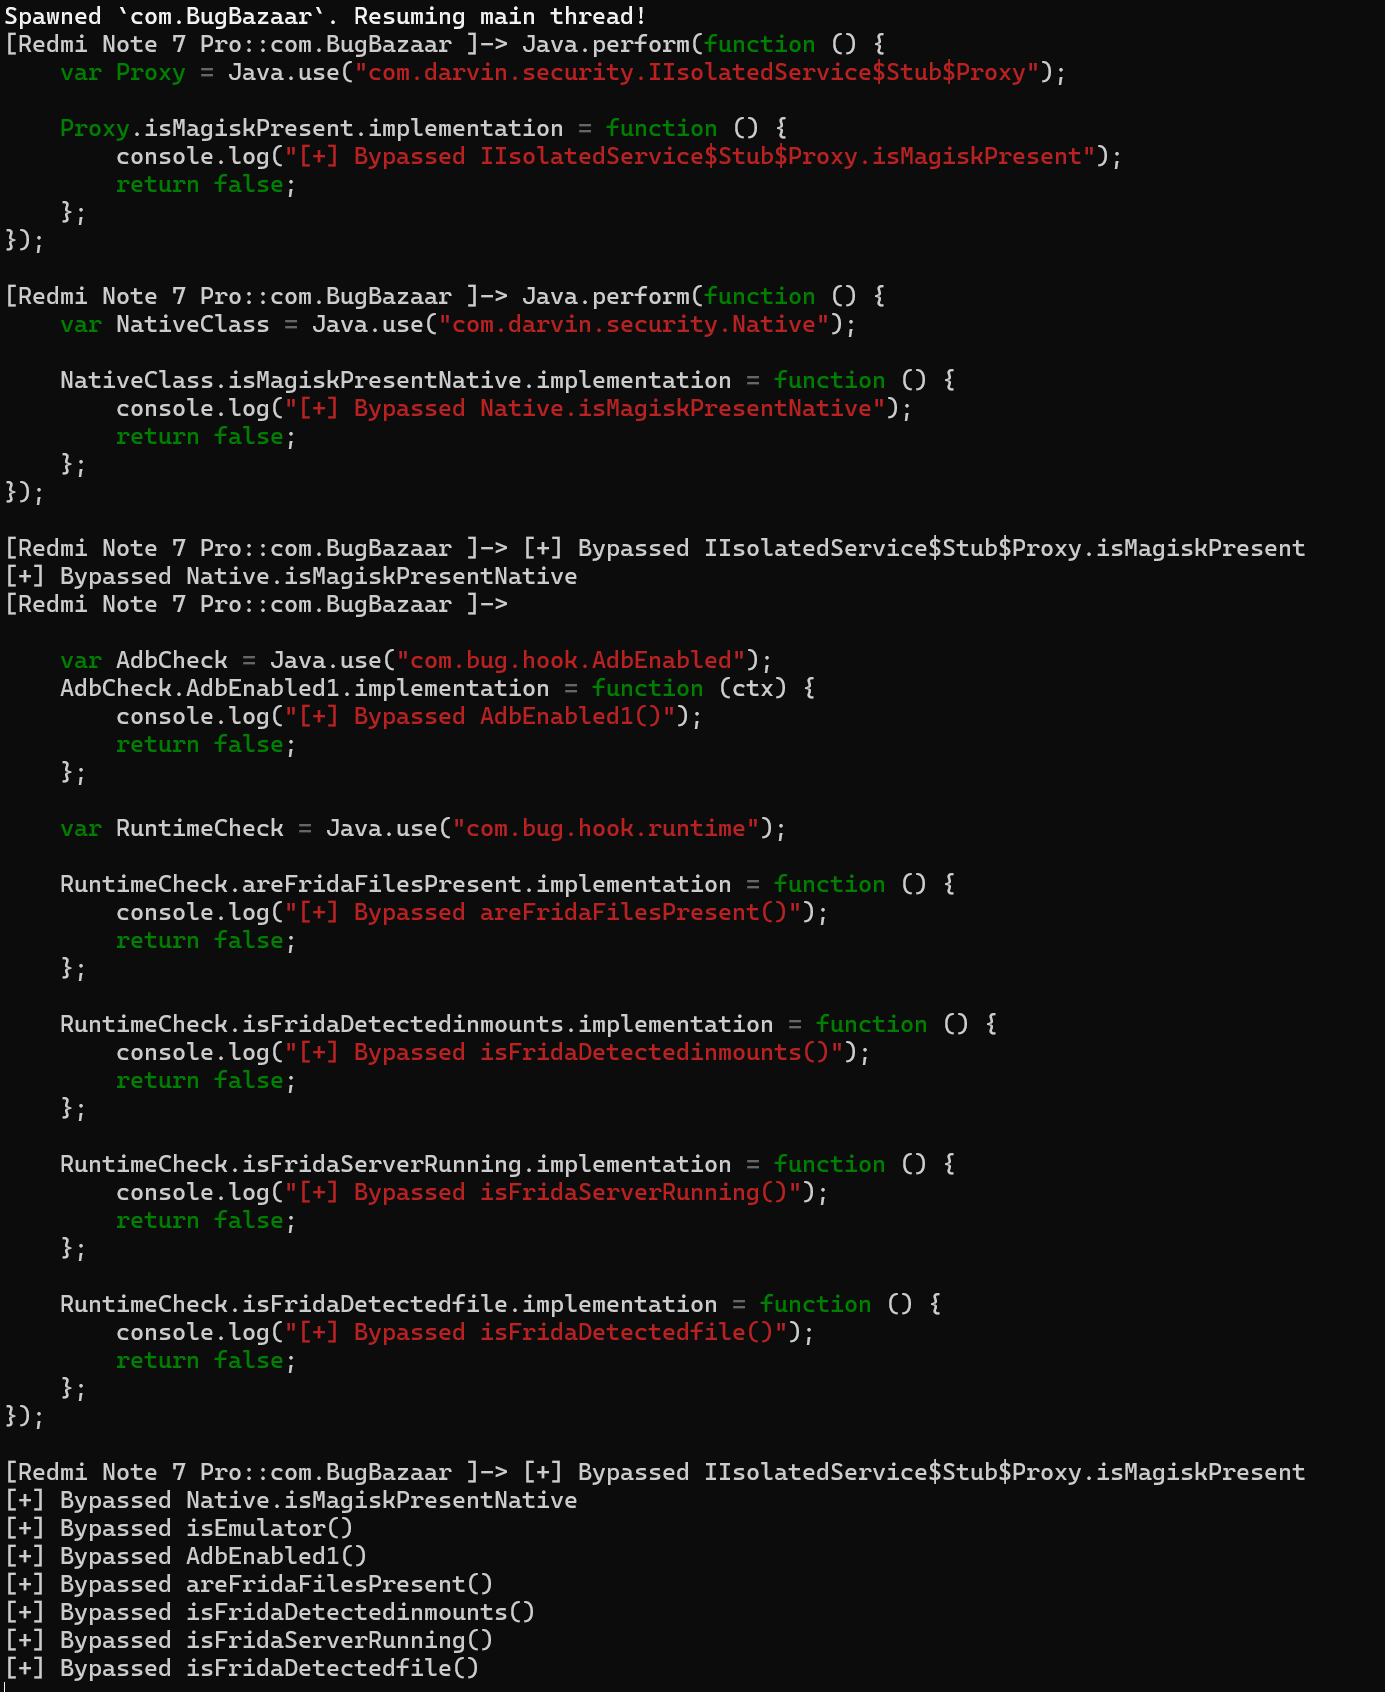 Spawned `com.BugBazaar`. Resuming main thread!
[Redmi Note 7 Pro::com.BugBazaar ]-> Java.perform(function () {
    var Proxy = Java.use("com.darvin.security.IIsolatedService$Stub$Proxy");
    Proxy.isMagiskPresent.implementation = function () {
        console.log("[+] Bypassed IIsolatedService$Stub$Proxy.isMagiskPresent");
        return false;
    };
});
[Redmi Note 7 Pro::com.BugBazaar ]-> Java.perform(function () {
    var NativeClass = Java.use("com.darvin.security.Native");
    NativeClass.isMagiskPresentNative.implementation = function () {
        console.log("[+] Bypassed Native.isMagiskPresentNative");
        return false;
    };
});
[Redmi Note 7 Pro::com.BugBazaar ]-> [+] Bypassed IIsolatedService$Stub$Proxy.isMagiskPresent
[+] Bypassed Native.isMagiskPresentNative
[Redmi Note 7 Pro::com.BugBazaar ]->
    var AdbCheck = Java.use("com.bug.hook.AdbEnabled");
    AdbCheck.AdbEnabled1.implementation = function (ctx) {
        console.log("[+] Bypassed AdbEnabled1()");
        return false;
    };
    var RuntimeCheck = Java.use("com.bug.hook.runtime");
    RuntimeCheck.areFridaFilesPresent.implementation = function () {
        console.log("[+] Bypassed areFridaFilesPresent()");
        return false;
    };
    RuntimeCheck.isFridaDetectedinmounts.implementation = function () {
        console.log("[+] Bypassed isFridaDetectedinmounts()");
        return false;
    };
    RuntimeCheck.isFridaServerRunning.implementation = function () {
        console.log("[+] Bypassed isFridaServerRunning()");
        return false;
    };
    RuntimeCheck.isFridaDetectedfile.implementation = function () {
        console.log("[+] Bypassed isFridaDetectedfile()");
        return false;
    };
});
[Redmi Note 7 Pro::com.BugBazaar ]-> [+] Bypassed IIsolatedService$Stub$Proxy.isMagiskPresent
[+] Bypassed Native.isMagiskPresentNative
[+] Bypassed isEmulator()
[+] Bypassed AdbEnabled1()
[+] Bypassed areFridaFilesPresent()
[+] Bypassed isFridaDetectedinmounts()
[+] Bypassed isFridaServerRunning()
[+] Bypassed isFridaDetectedfile()